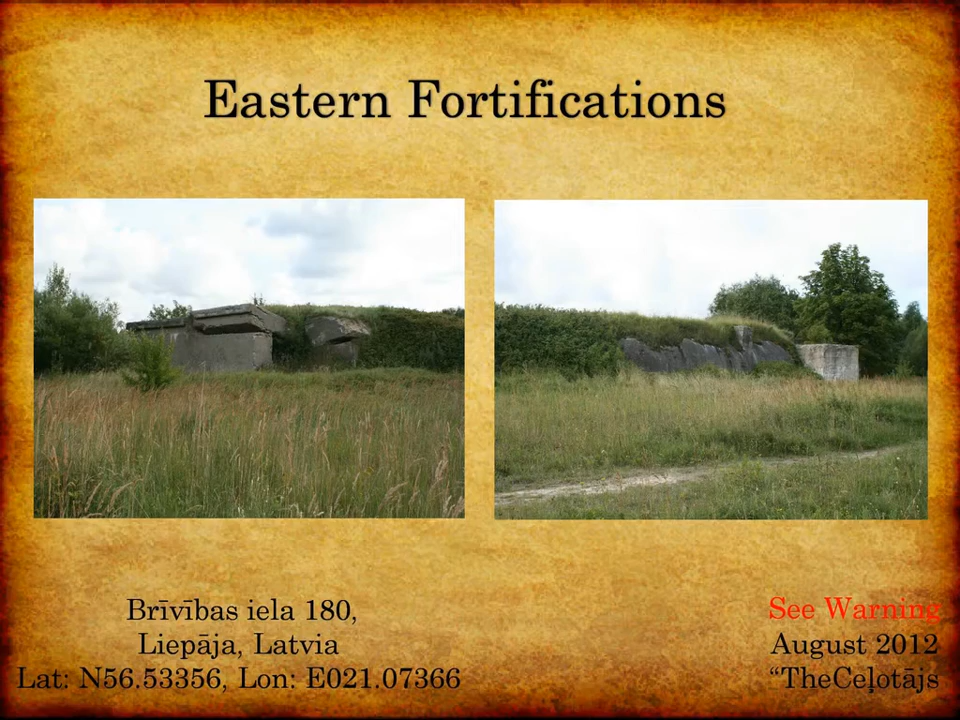 Eastern Fortifications
Brīvības iela 180,
Liepāja, Latvia
Lat: N56.53356, Lon: E021.07366
See Warning
August 2012
“TheCeļotājs